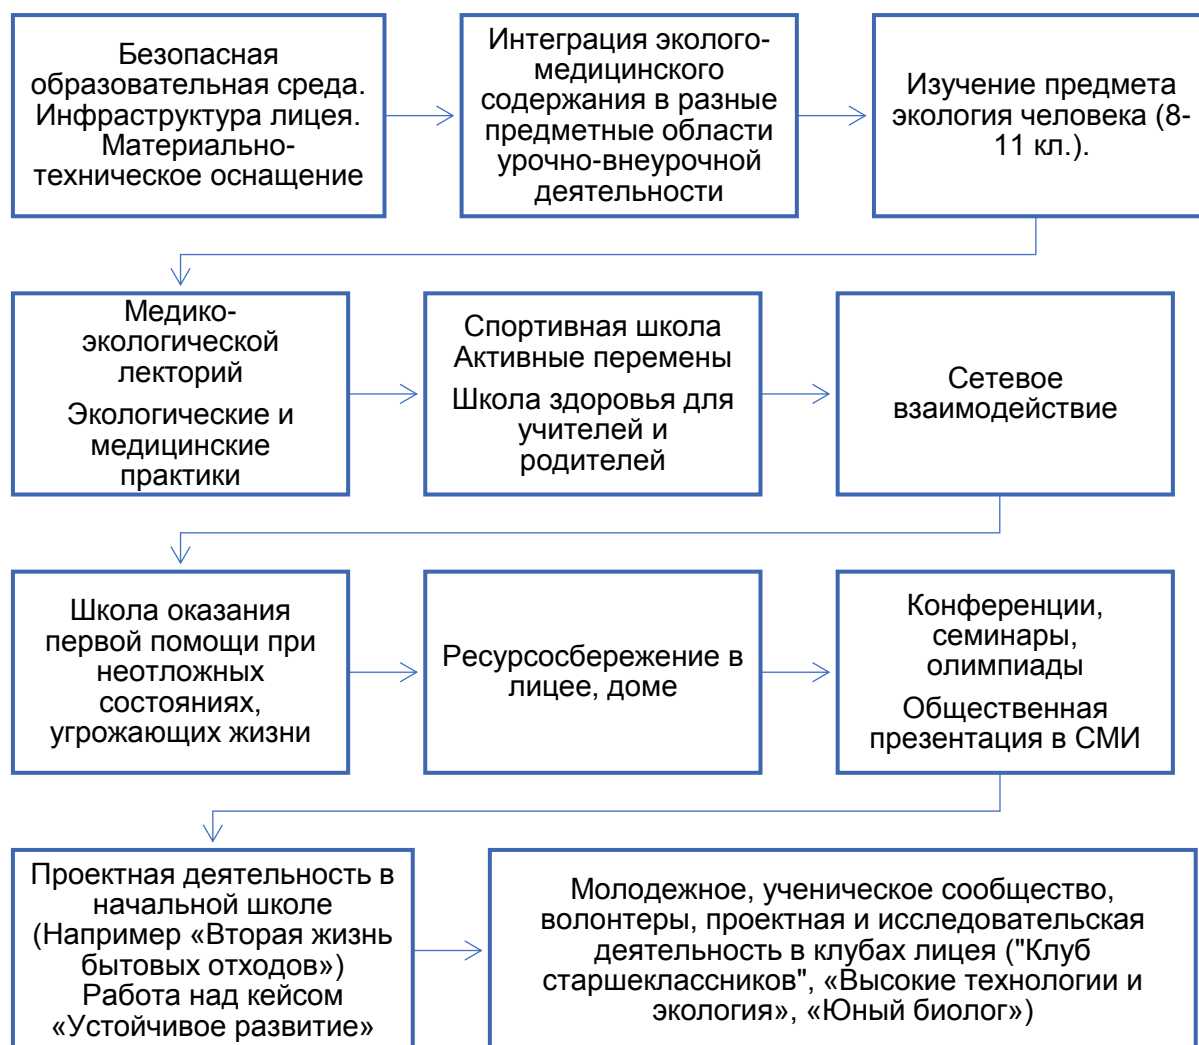 Безопасная
образовательная среда.
Инфраструктура лицея.
Материально-
техническое оснащение
Интеграция эколого-
медицинского
содержания в разные
предметные области
урочно-внеурочной
деятельности
Изучение предмета
экология человека (8-
11 кл.).
Медико-
экологической
лекторий
Экологические и
медицинские
практики
Спортивная школа
Активные перемены
Школа здоровья для
учителей и
родителей
Сетевое
взаимодействие
Школа оказания
первой помощи при
неотложных
состояниях,
угрожающих жизни
Ресурсосбережение в
лицее, доме
Конференции,
семинары,
олимпиады
Общественная
презентация в СМИ
Проектная деятельность в
начальной школе
(Например «Вторая жизнь
бытовых отходов»)
Работа над кейсом
«Устойчивое развитие»
Молодежное, ученическое сообщество,
волонтеры, проектная и исследовательская
деятельность в клубах лицея ("Клуб
старшеклассников", «Высокие технологии и
экология», «Юный биолог»)